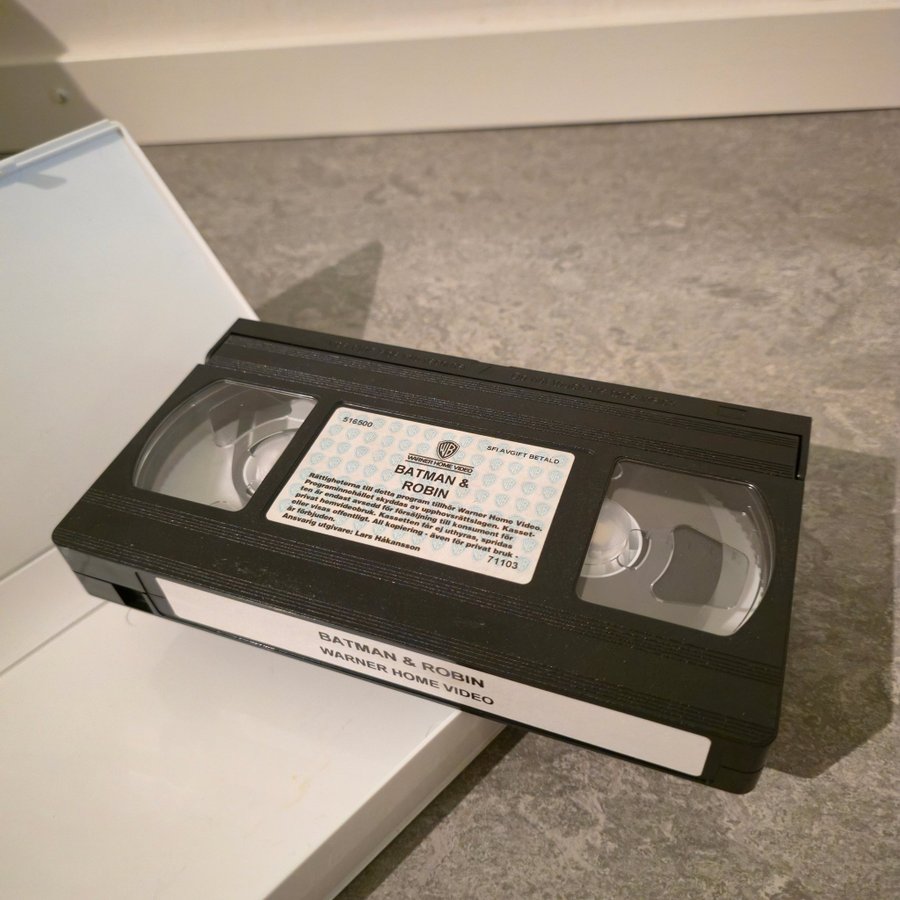 516500
SFI AVGIFT BETALD
WB
WARNER HOME VIDEO
BATMAN &
ROBIN
Rättigheterna till detta program tillhör Warner Home Video.
Programinnehållet skyddas av upphovsrättslagen. Kasset-
ten är endast avsedd för försäljning till konsument för
privat hemvideobruk. Kassetten får ej uthyras, spridas
eller visas offentligt. All kopiering - även för privat bruk -
är förbjuden.
Ansvarig utgivare: Lars Håkansson
71103
BATMAN & ROBIN
WARNER HOME VIDEO